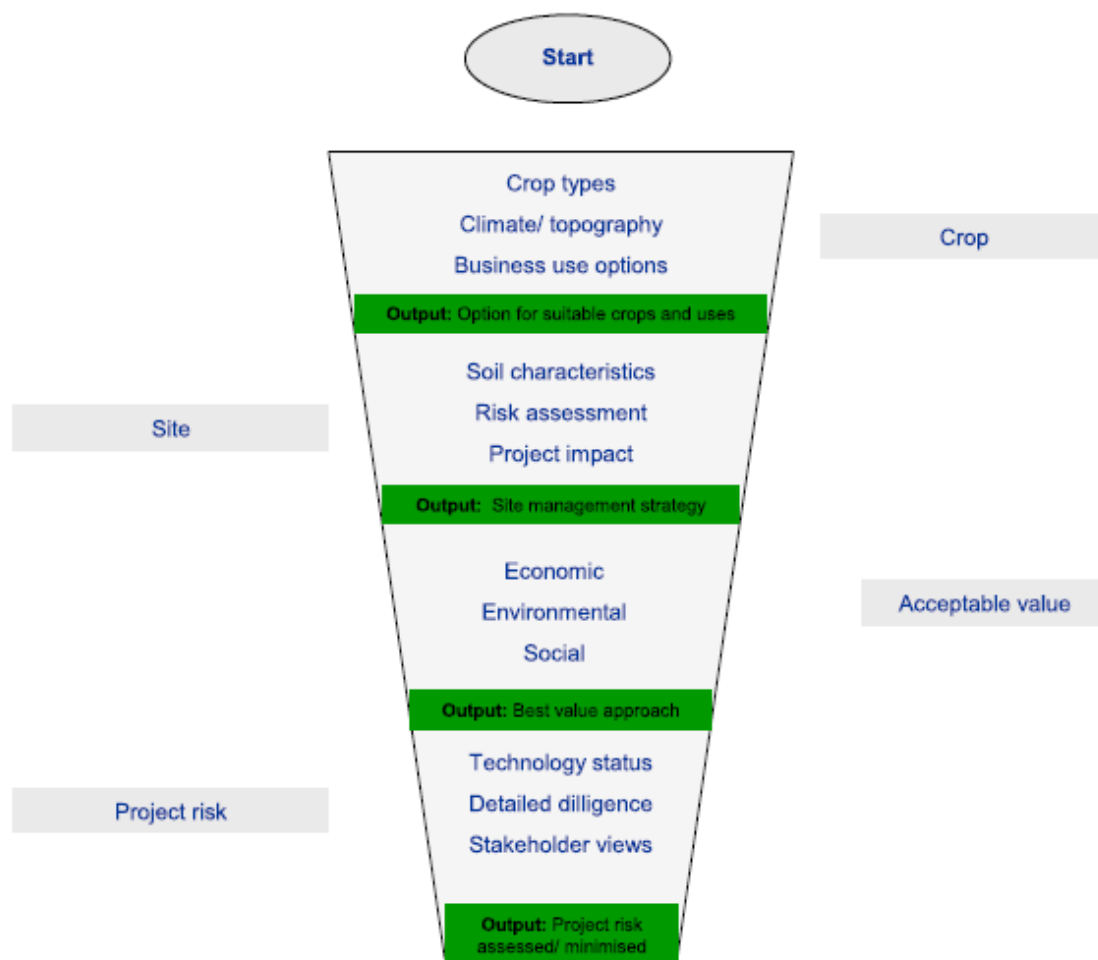 Start
Crop types
Climate/ topography
Business use options
Crop
Output: Option for suitable crops and uses
Soil characteristics
Risk assessment
Project impact
Site
Output: Site management strategy
Economic
Environmental
Social
Acceptable value
Output: Best value approach
Technology status
Detailed dilligence
Stakeholder views
Project risk
Output: Project risk
assessed/ minimised